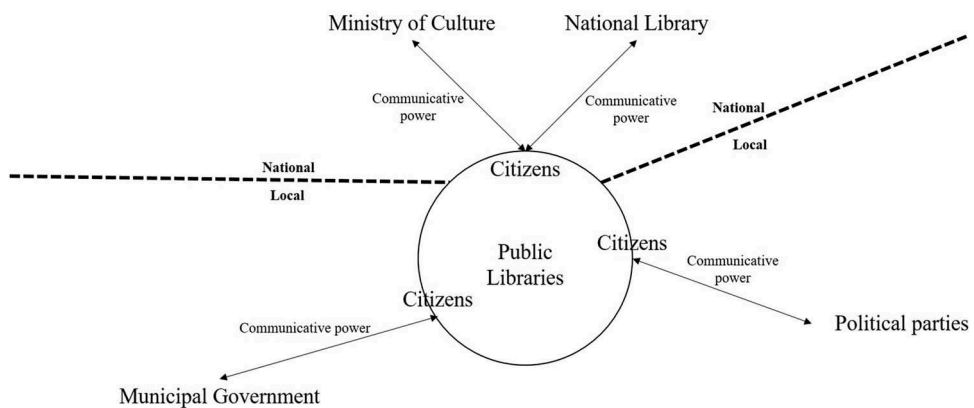 Ministry of Culture
National Library
Communicative
power
Communicative
power
National
Local
National
Local
Citizens
Citizens
Public
Libraries
Communicative
power
Citizens
Communicative power
Political parties
Municipal Government